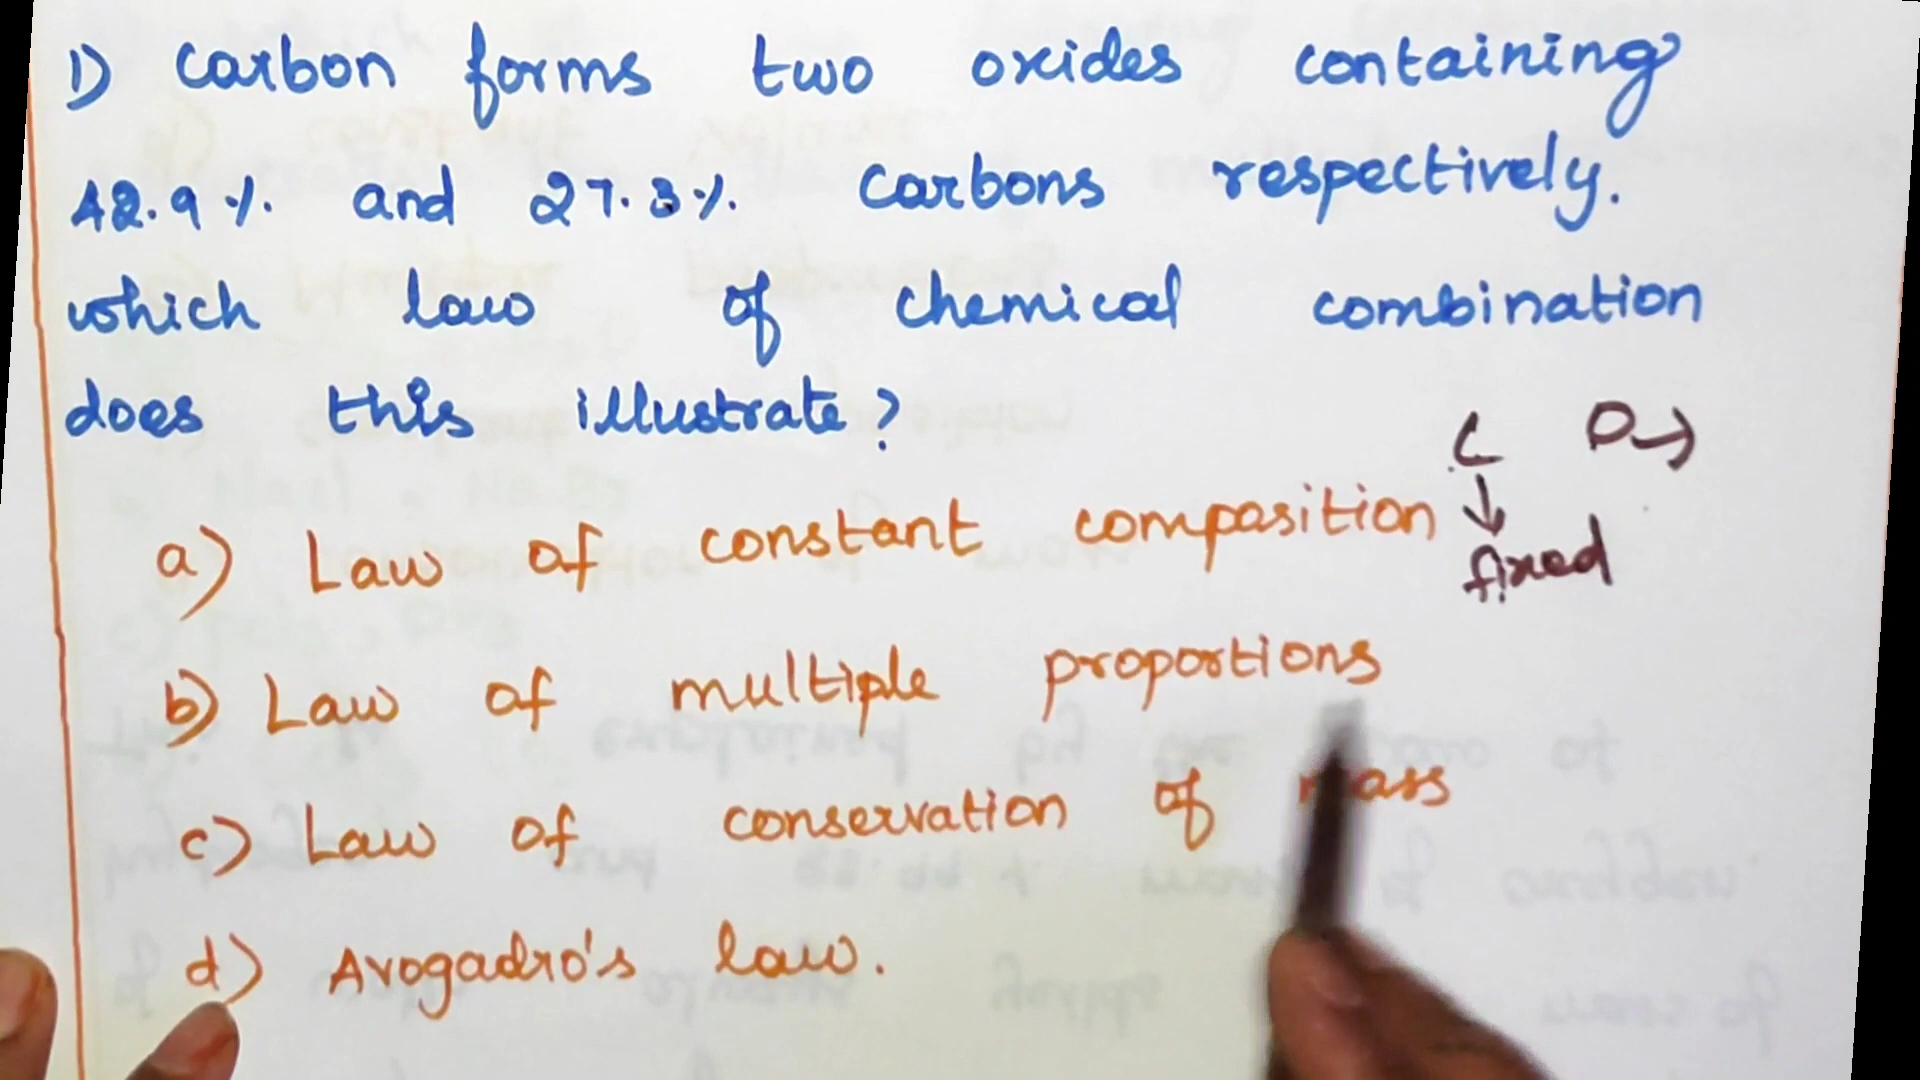 1) Carbon forms two oxides containing
42.9%. and 27.3%. carbons respectively.
which law of chemical combination
does this illustrate?
C O→
↓
fixed
a) Law of constant composition
b) Law of multiple proportions
c) Law of conservation of mass
d) Avogadro's law.